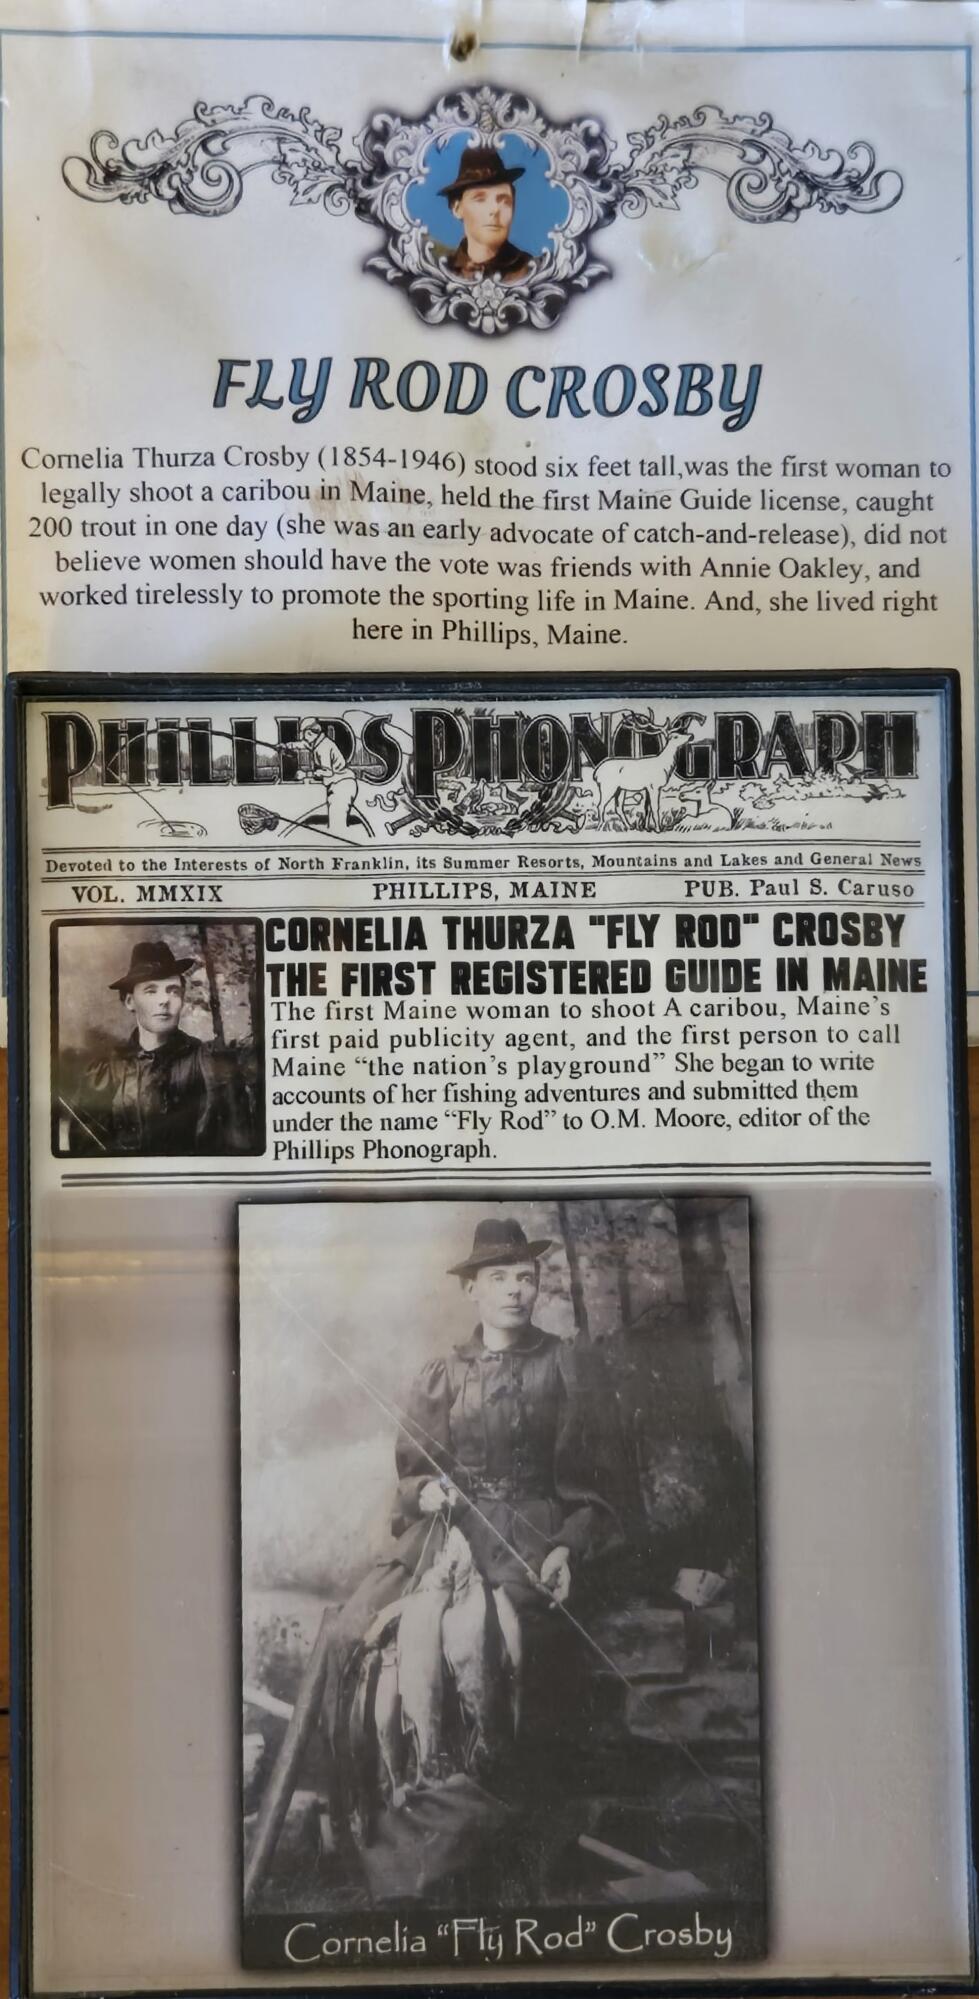 FLY ROD CROSBY
Cornelia Thurza Crosby (1854-1946) stood six feet tall,was the first woman to
legally shoot a caribou in Maine, held the first Maine Guide license, caught
200 trout in one day (she was an early advocate of catch-and-release), did not
believe women should have the vote was friends with Annie Oakley, and
worked tirelessly to promote the sporting life in Maine. And, she lived right
here in Phillips, Maine.
PHILLIPS PHONOGRAPH
Devoted to the Interests of North Franklin, its Summer Resorts, Mountains and Lakes and General News
VOL. MMXIX PHILLIPS, MAINE PUB. Paul S. Caruso
CORNELIA THURZA "FLY ROD" CROSBY
THE FIRST REGISTERED GUIDE IN MAINE
The first Maine woman to shoot A caribou, Maine's
first paid publicity agent, and the first person to call
Maine “the nation's playground” She began to write
accounts of her fishing adventures and submitted them
under the name “Fly Rod” to O.M. Moore, editor of the
Phillips Phonograph.
Cornelia “Fly Rod” Crosby